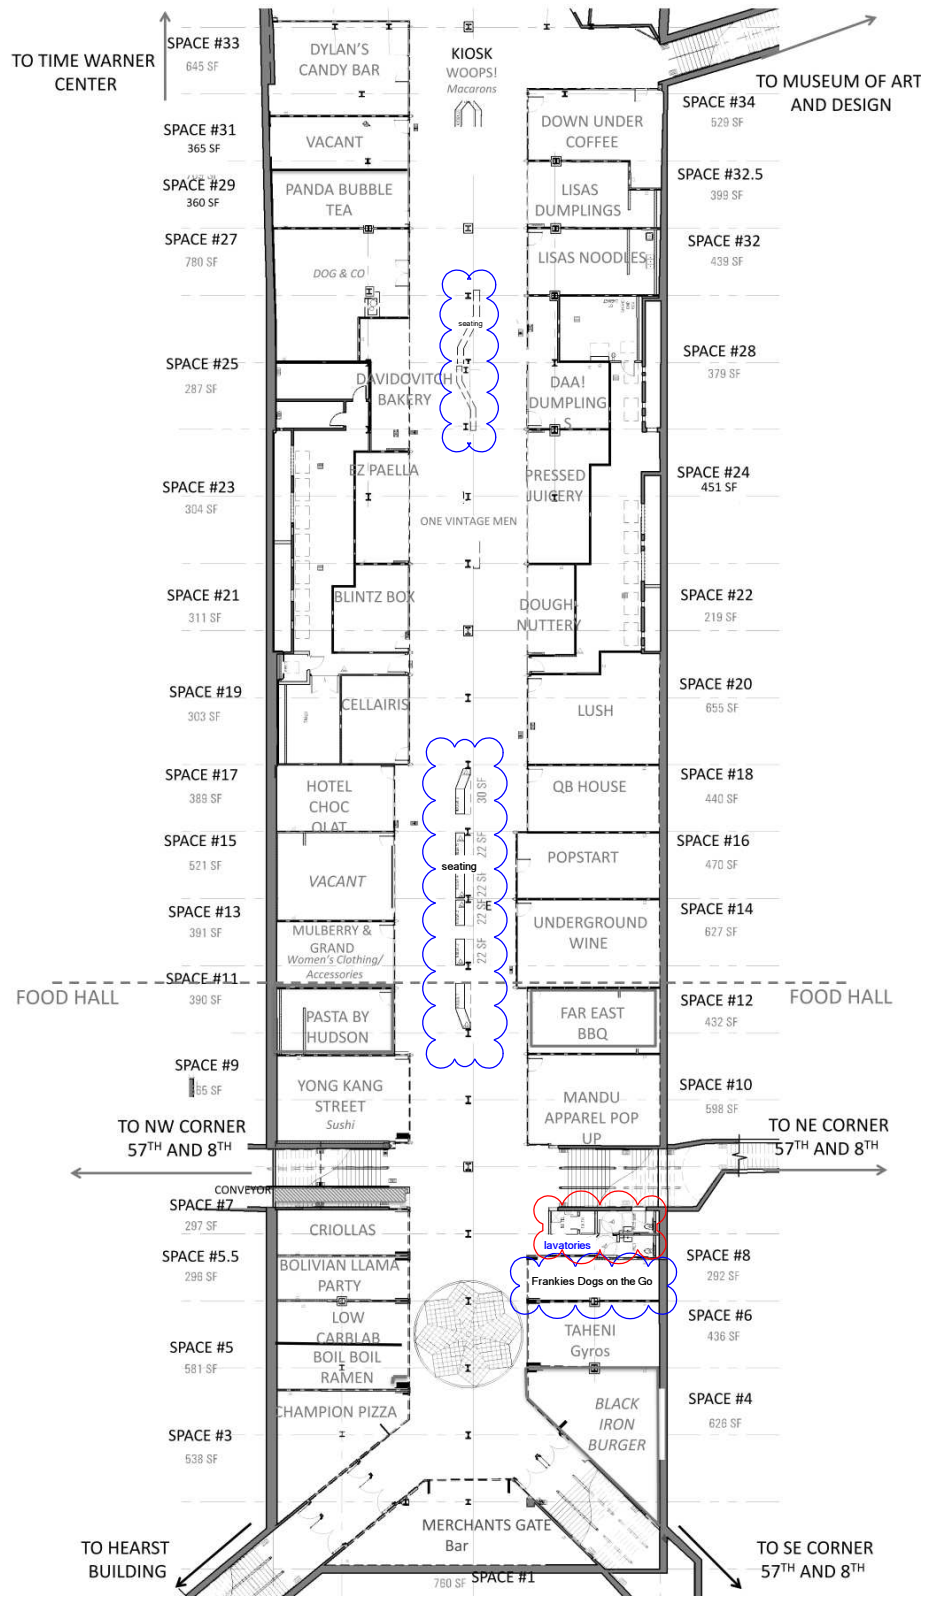 SPACE #33
645 SF
TO TIME WARNER
CENTER
DYLAN'S
CANDY BAR
KIOSK
WOOPS!
Macarons
TO MUSEUM OF ART
AND DESIGN
SPACE #34
529 SF
DOWN UNDER
COFFEE
SPACE #31
365 SF
VACANT
SPACE #29
360 SF
PANDA BUBBLE
TEA
LISAS
DUMPLINGS
SPACE #32.5
399 SF
SPACE #27
780 SF
DOG & CO
LISAS NOODLES
SPACE #32
439 SF
seating
SPACE #25
287 SF
DAVIDOVITCH
BAKERY
DAA!
DUMPLING
S
SPACE #28
379 SF
SPACE #23
304 SF
EZ PAELLA
ONE VINTAGE MEN
PRESSED
JUICERY
SPACE #24
451 SF
SPACE #21
311 SF
BLINTZ BOX
DOUGH
NUTTERY
SPACE #22
219 SF
SPACE #19
303 SF
CELLAIRIS
LUSH
SPACE #20
655 SF
SPACE #17
389 SF
HOTEL
CHOC
OLAT
30 SF
QB HOUSE
SPACE #18
440 SF
SPACE #15
521 SF
VACANT
22 SF
seating
22 SF
POPSTART
SPACE #16
470 SF
SPACE #13
391 SF
MULBERRY &
GRAND
Women's Clothing/
Accessories
22 SF
E
22 SF
UNDERGROUND
WINE
SPACE #14
627 SF
SPACE #11
390 SF
FOOD HALL
FOOD HALL
PASTA BY
HUDSON
FAR EAST
BBQ
SPACE #12
432 SF
SPACE #9
65 SF
YONG KANG
STREET
Sushi
MANDU
APPAREL POP
UP
SPACE #10
598 SF
TO NW CORNER
57TH AND 8TH
TO NE CORNER
57TH AND 8TH
CONVEYOR
SPACE #7
297 SF
CRIOLLAS
lavatories
SPACE #5.5
296 SF
BOLIVIAN LLAMA
PARTY
Frankies Dogs on the Go
SPACE #8
292 SF
LOW
CARBLAB
TAHENI
Gyros
SPACE #6
436 SF
SPACE #5
581 SF
BOIL BOIL
RAMEN
CHAMPION PIZZA
BLACK
IRON
BURGER
SPACE #4
626 SF
SPACE #3
538 SF
MERCHANTS GATE
Bar
TO HEARST
BUILDING
TO SE CORNER
57TH AND 8TH
760 SF
SPACE #1